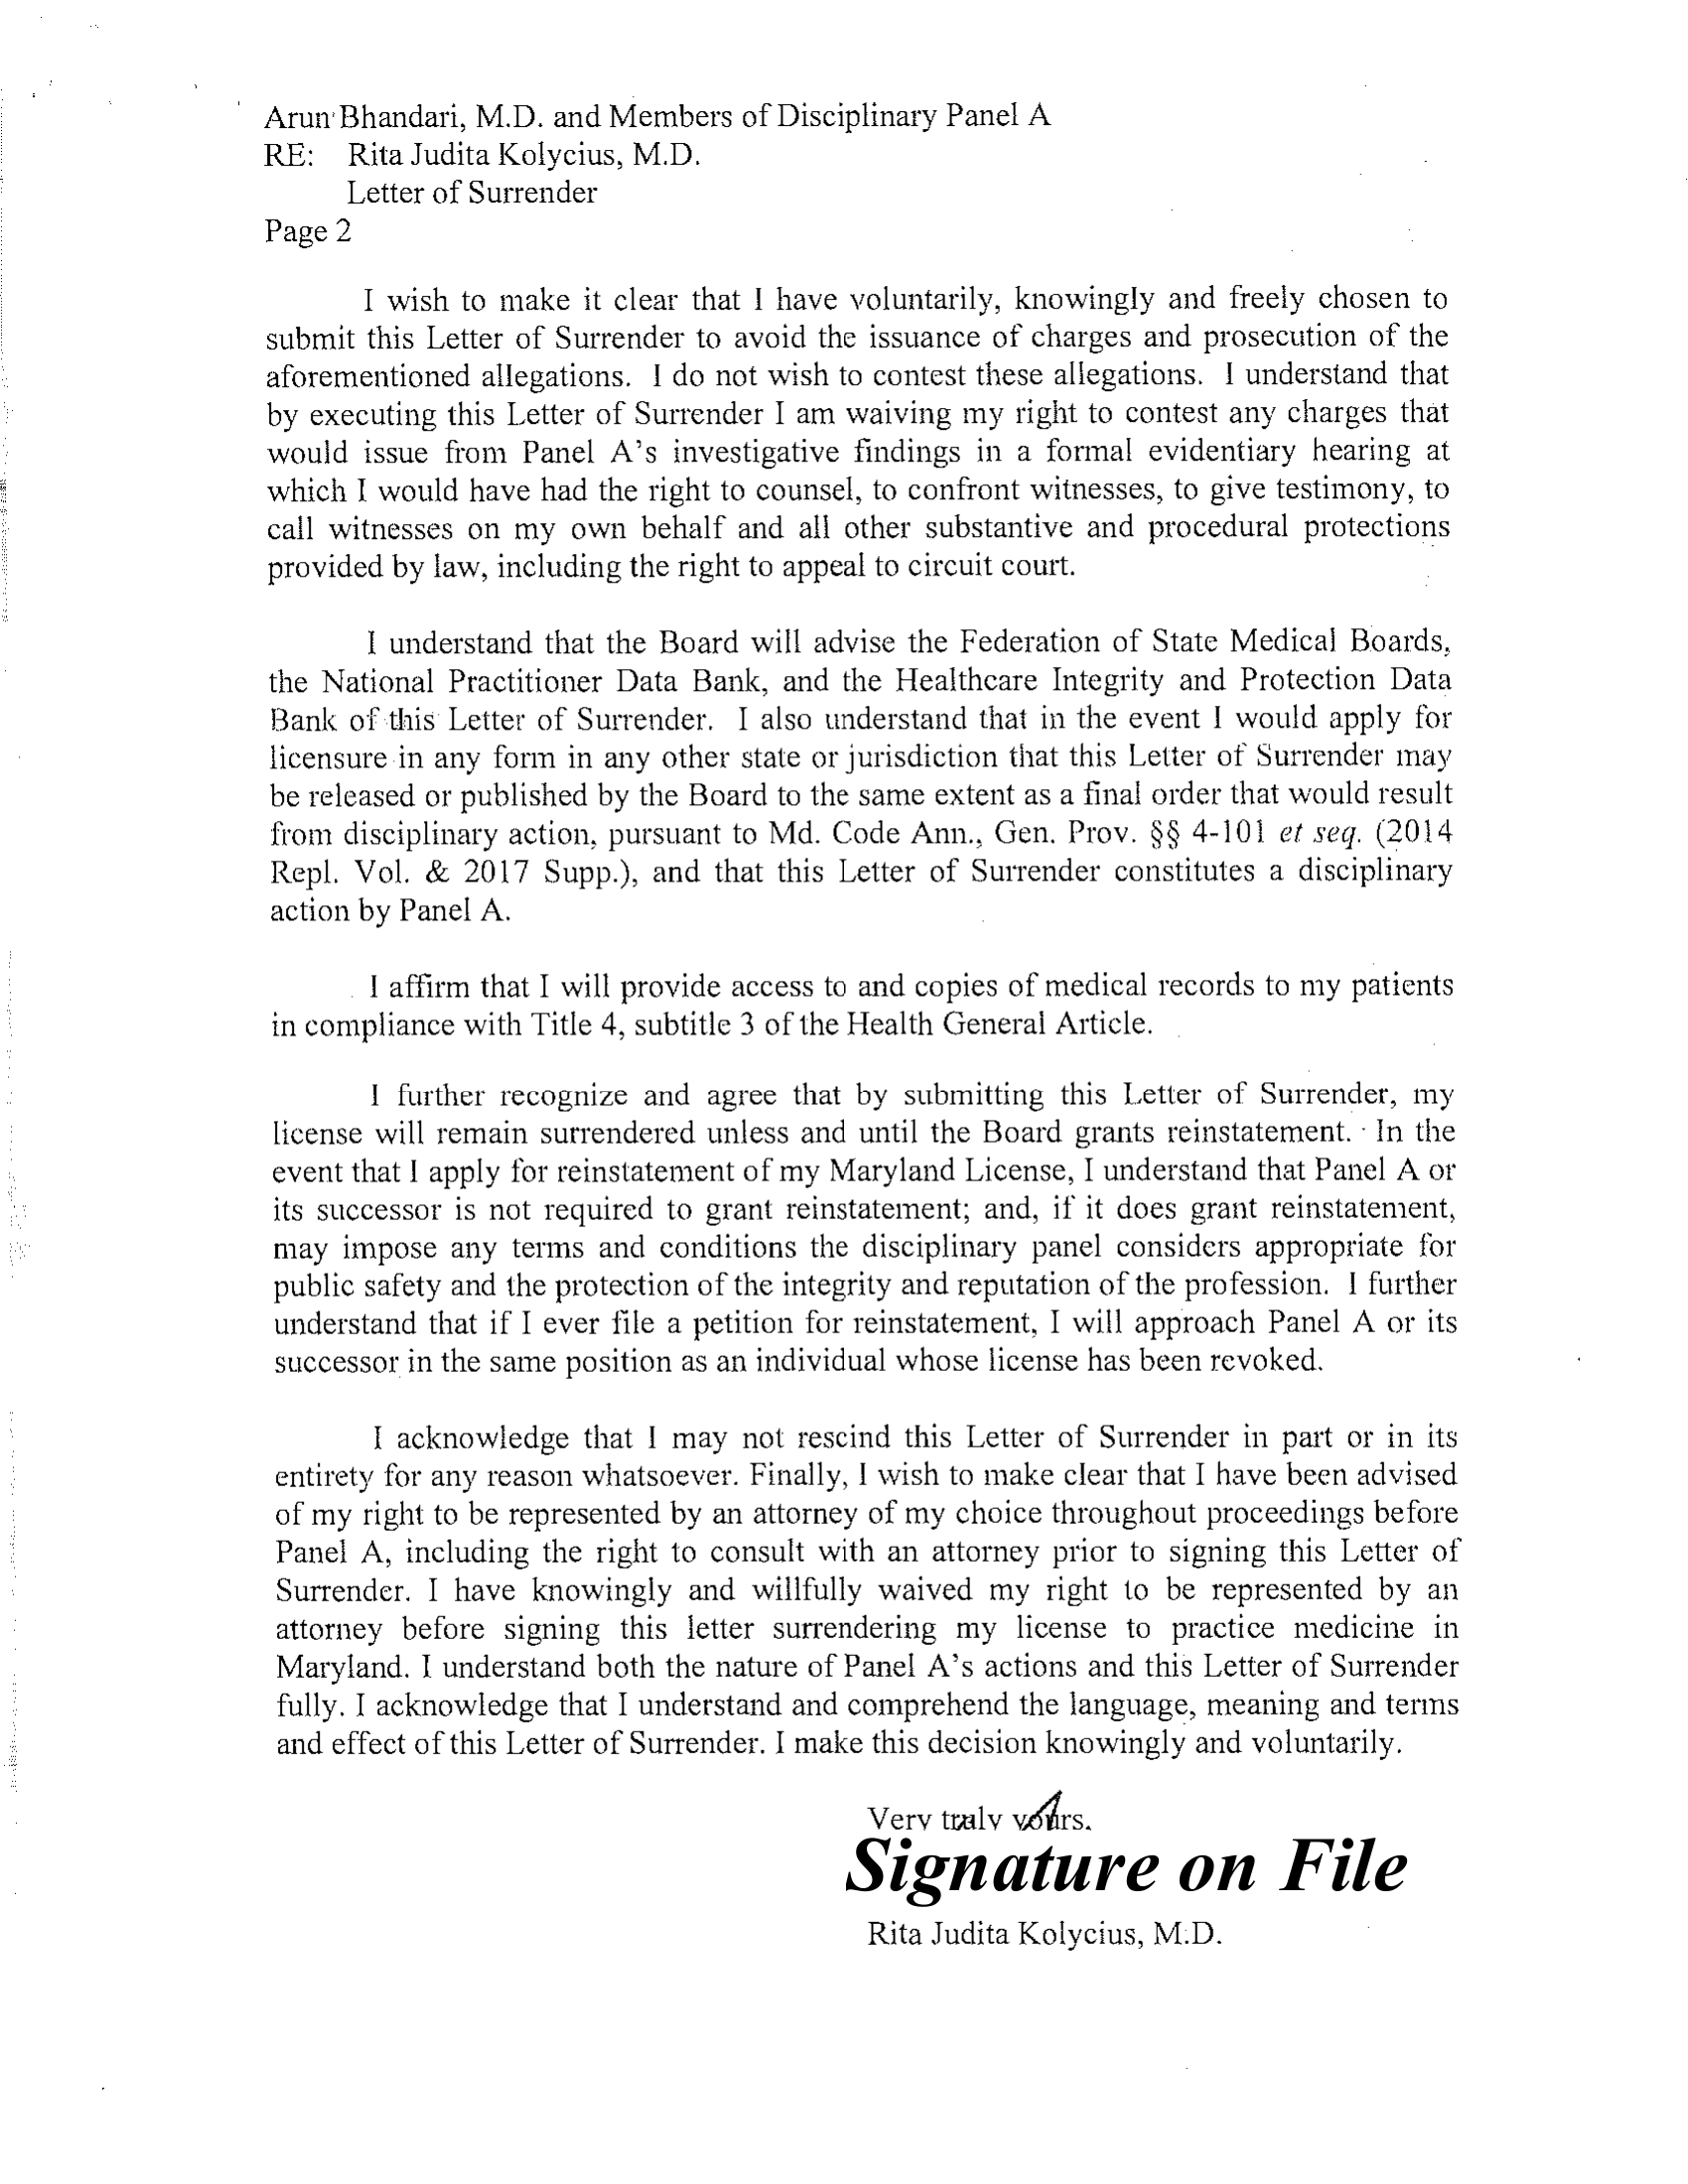 Arun Bhandari, M.D. and Members of Disciplinary Panel A
RE: Rita Judita Kolycius, M.D.
Letter of Surrender
Page 2
I wish to make it clear that I have voluntarily, knowingly and freely chosen to
submit this Letter of Surrender to avoid the issuance of charges and prosecution of the
aforementioned allegations. I do not wish to contest these allegations. I understand that
by executing this Letter of Surrender I am waiving my right to contest any charges that
would issue from Panel A's investigative findings in a formal evidentiary hearing at
which I would have had the right to counsel, to confront witnesses, to give testimony, to
call witnesses on my own behalf and all other substantive and procedural protections
provided by law, including the right to appeal to circuit court.
I understand that the Board will advise the Federation of State Medical Boards,
the National Practitioner Data Bank, and the Healthcare Integrity and Protection Data
Bank of this Letter of Surrender. I also understand that in the event I would apply for
licensure in any form in any other state or jurisdiction that this Letter of Surrender may
be released or published by the Board to the same extent as a final order that would result
from disciplinary action, pursuant to Md. Code Ann., Gen. Prov. §§ 4-101 et seq. (2014
Repl. Vol. & 2017 Supp.), and that this Letter of Surrender constitutes a disciplinary
action by Panel A.
I affirm that I will provide access to and copies of medical records to my patients
in compliance with Title 4, subtitle 3 of the Health General Article.
I further recognize and agree that by submitting this Letter of Surrender, my
license will remain surrendered unless and until the Board grants reinstatement. In the
event that I apply for reinstatement of my Maryland License, I understand that Panel A or
its successor is not required to grant reinstatement; and, if it does grant reinstatement,
may impose any terms and conditions the disciplinary panel considers appropriate for
public safety and the protection of the integrity and reputation of the profession. I further
understand that if I ever file a petition for reinstatement, I will approach Panel A or its
successor in the same position as an individual whose license has been revoked.
I acknowledge that I may not rescind this Letter of Surrender in part or in its
entirety for any reason whatsoever. Finally, I wish to make clear that I have been advised
of my right to be represented by an attorney of my choice throughout proceedings before
Panel A, including the right to consult with an attorney prior to signing this Letter of
Surrender. I have knowingly and willfully waived my right to be represented by an
attorney before signing this letter surrendering my license to practice medicine in
Maryland. I understand both the nature of Panel A's actions and this Letter of Surrender
fully. I acknowledge that I understand and comprehend the language, meaning and terms
and effect of this Letter of Surrender. I make this decision knowingly and voluntarily.
Very truly yours,
Signature on File
Rita Judita Kolycius, M.D.